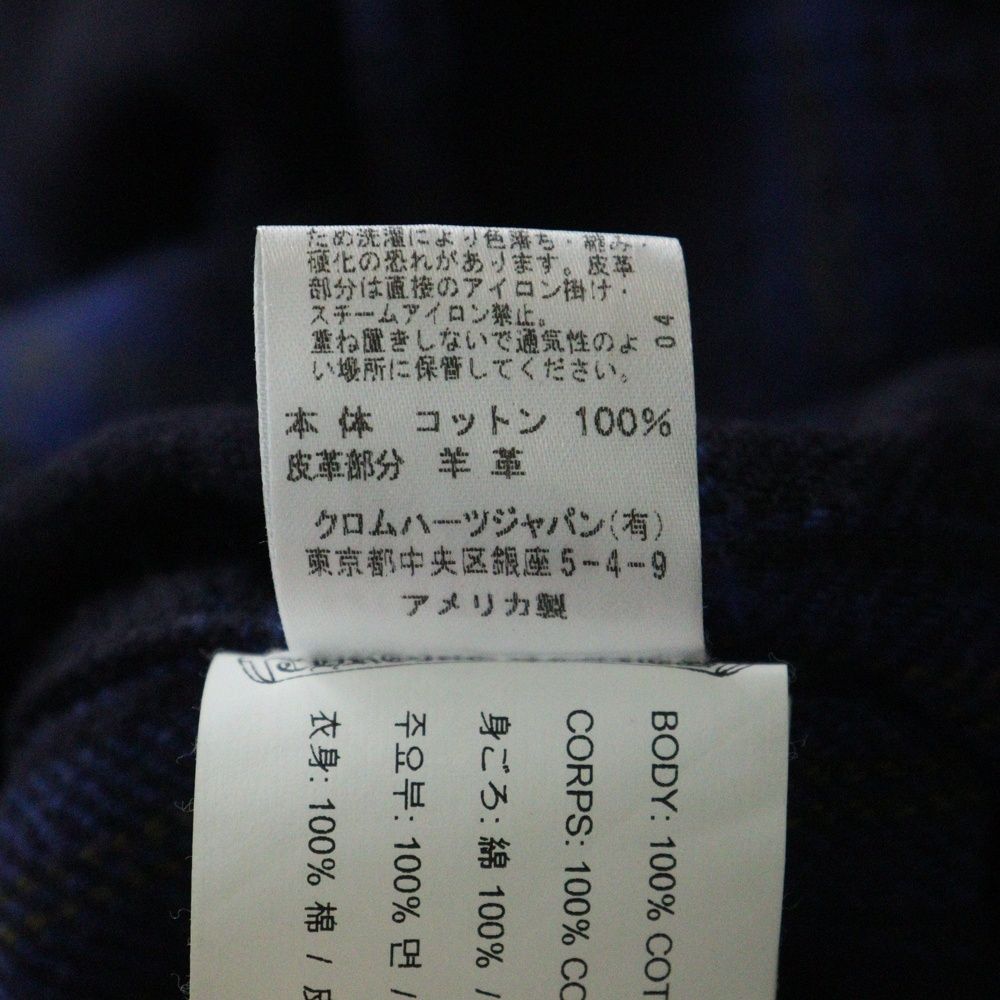 ため洗濯により色落ち・縮み・
硬化の恐れがあります。皮革
部分は直接のアイロン掛け・
スチームアイロン禁止。
重ね置きしないで通気性のよ
い場所に保管してください。
04
本体 コットン 100%
皮革部分 羊革
クロムハーツジャパン(有)
東京都中央区銀座5-4-9
アメリカ製
BODY: 100% COT
CORPS: 100% CO
身ごろ: 綿 100% /
주요부: 100% 면 /
衣身: 100% 棉 /